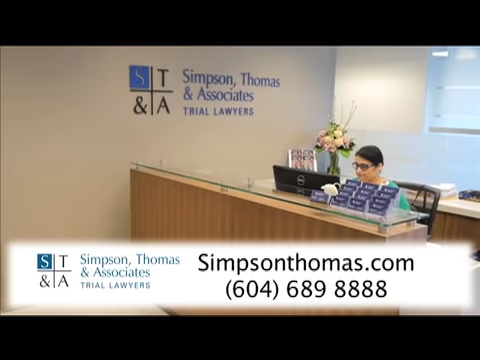 S T
& A
Simpson, Thomas
& Associates
TRIAL LAWYERS
S T
& A
Simpson, Thomas
& Associates
TRIAL LAWYERS
Simpsonthomas.com
(604) 689 8888